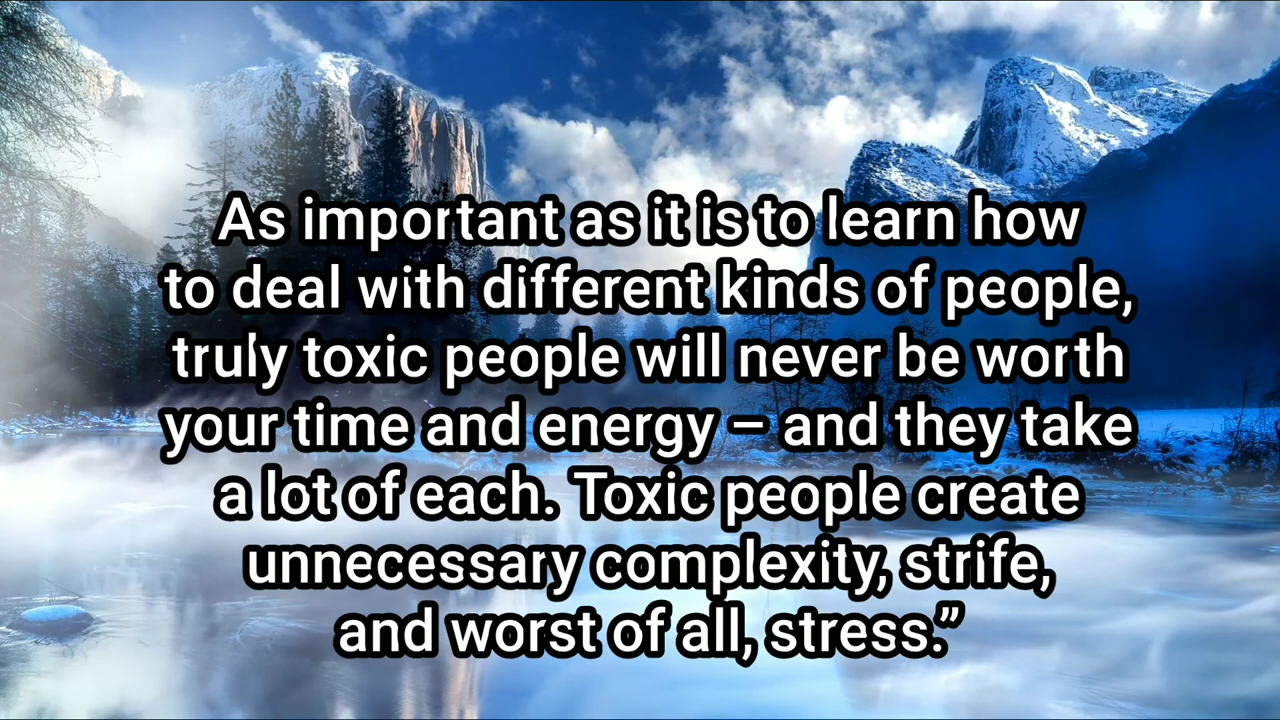 As important as it is to learn how
to deal with different kinds of people,
truly toxic people will never be worth
your time and energy – and they take
a lot of each. Toxic people create
unnecessary complexity, strife,
and worst of all, stress.”